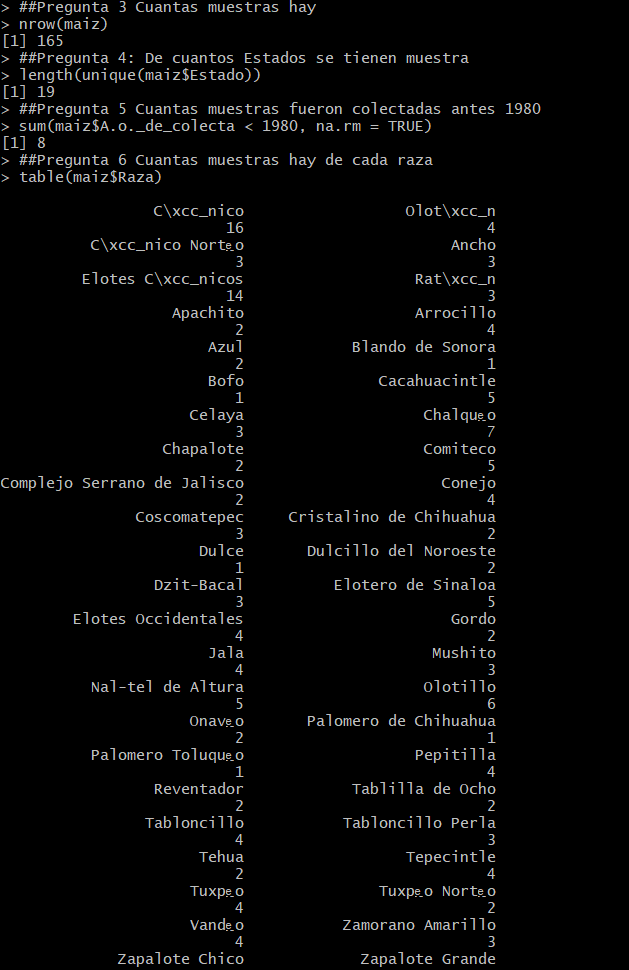 > ##Pregunta 3 Cuantas muestras hay
> nrow(maiz)
[1] 165
> ##Pregunta 4: De cuantos Estados se tienen muestra
> length(unique(maiz$Estado))
[1] 19
> ##Pregunta 5 Cuantas muestras fueron colectadas antes 1980
> sum(maiz$A.o._de_colecta < 1980, na.rm = TRUE)
[1] 8
> ##Pregunta 6 Cuantas muestras hay de cada raza
> table(maiz$Raza)
C\xcc_nico Olot\xcc_n
16 4
C\xcc_nico Norteo Ancho
3 3
Elotes C\xcc_nicos Rat\xcc_n
14 3
Apachito Arrocillo
2 4
Azul Blando de Sonora
2 1
Bofo Cacahuacintle
1 5
Celaya Chalqueo
3 7
Chapalote Comiteco
2 5
Complejo Serrano de Jalisco Conejo
2 4
Coscomatepec Cristalino de Chihuahua
3 2
Dulce Dulcillo del Noroeste
1 2
Dzit-Bacal Elotero de Sinaloa
3 5
Elotes Occidentales Gordo
4 2
Jala Mushito
4 3
Nal-tel de Altura Olotillo
5 6
Onaveo Palomero de Chihuahua
2 1
Palomero Toluqueo Pepitilla
1 4
Reventador Tablilla de Ocho
2 2
Tabloncillo Tabloncillo Perla
4 3
Tehua Tepecintle
2 4
Tuxpeo Tuxpeo Norteo
4 2
Vandeo Zamorano Amarillo
4 3
Zapalote Chico Zapalote Grande